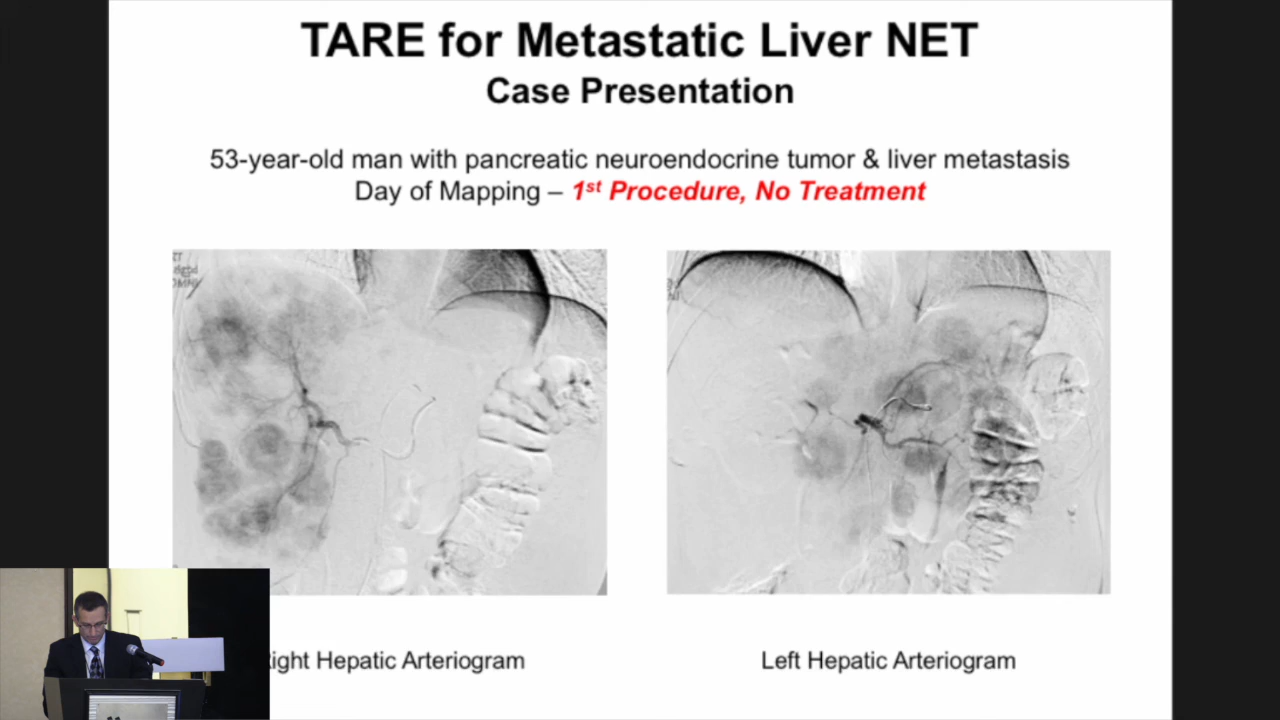 TARE for Metastatic Liver NET
Case Presentation
53-year-old man with pancreatic neuroendocrine tumor & liver metastasis
Day of Mapping – 1st Procedure, No Treatment
ight Hepatic Arteriogram
Left Hepatic Arteriogram